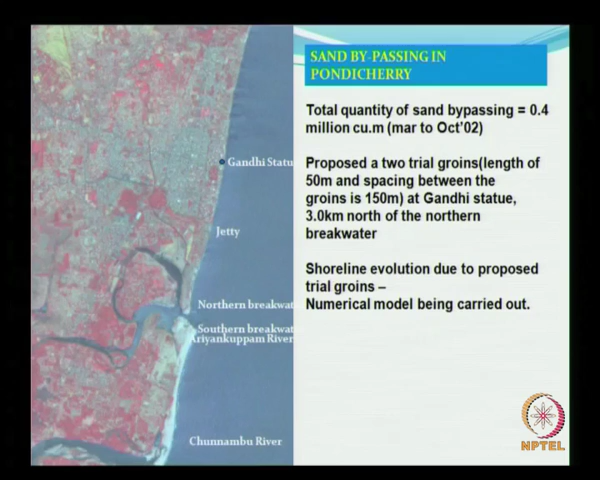 SAND BY-PASSING IN
PONDICHERRY
Total quantity of sand bypassing = 0.4
million cu.m (mar to Oct'02)
Proposed a two trial groins(length of
50m and spacing between the
groins is 150m) at Gandhi statue,
3.0km north of the northern
breakwater
Shoreline evolution due to proposed
trial groins –
Numerical model being carried out.
Gandhi Statu
Jetty
Northern breakwat
Southern breakwat
Ariyankuppam River
Chunnambu River
NPTEL